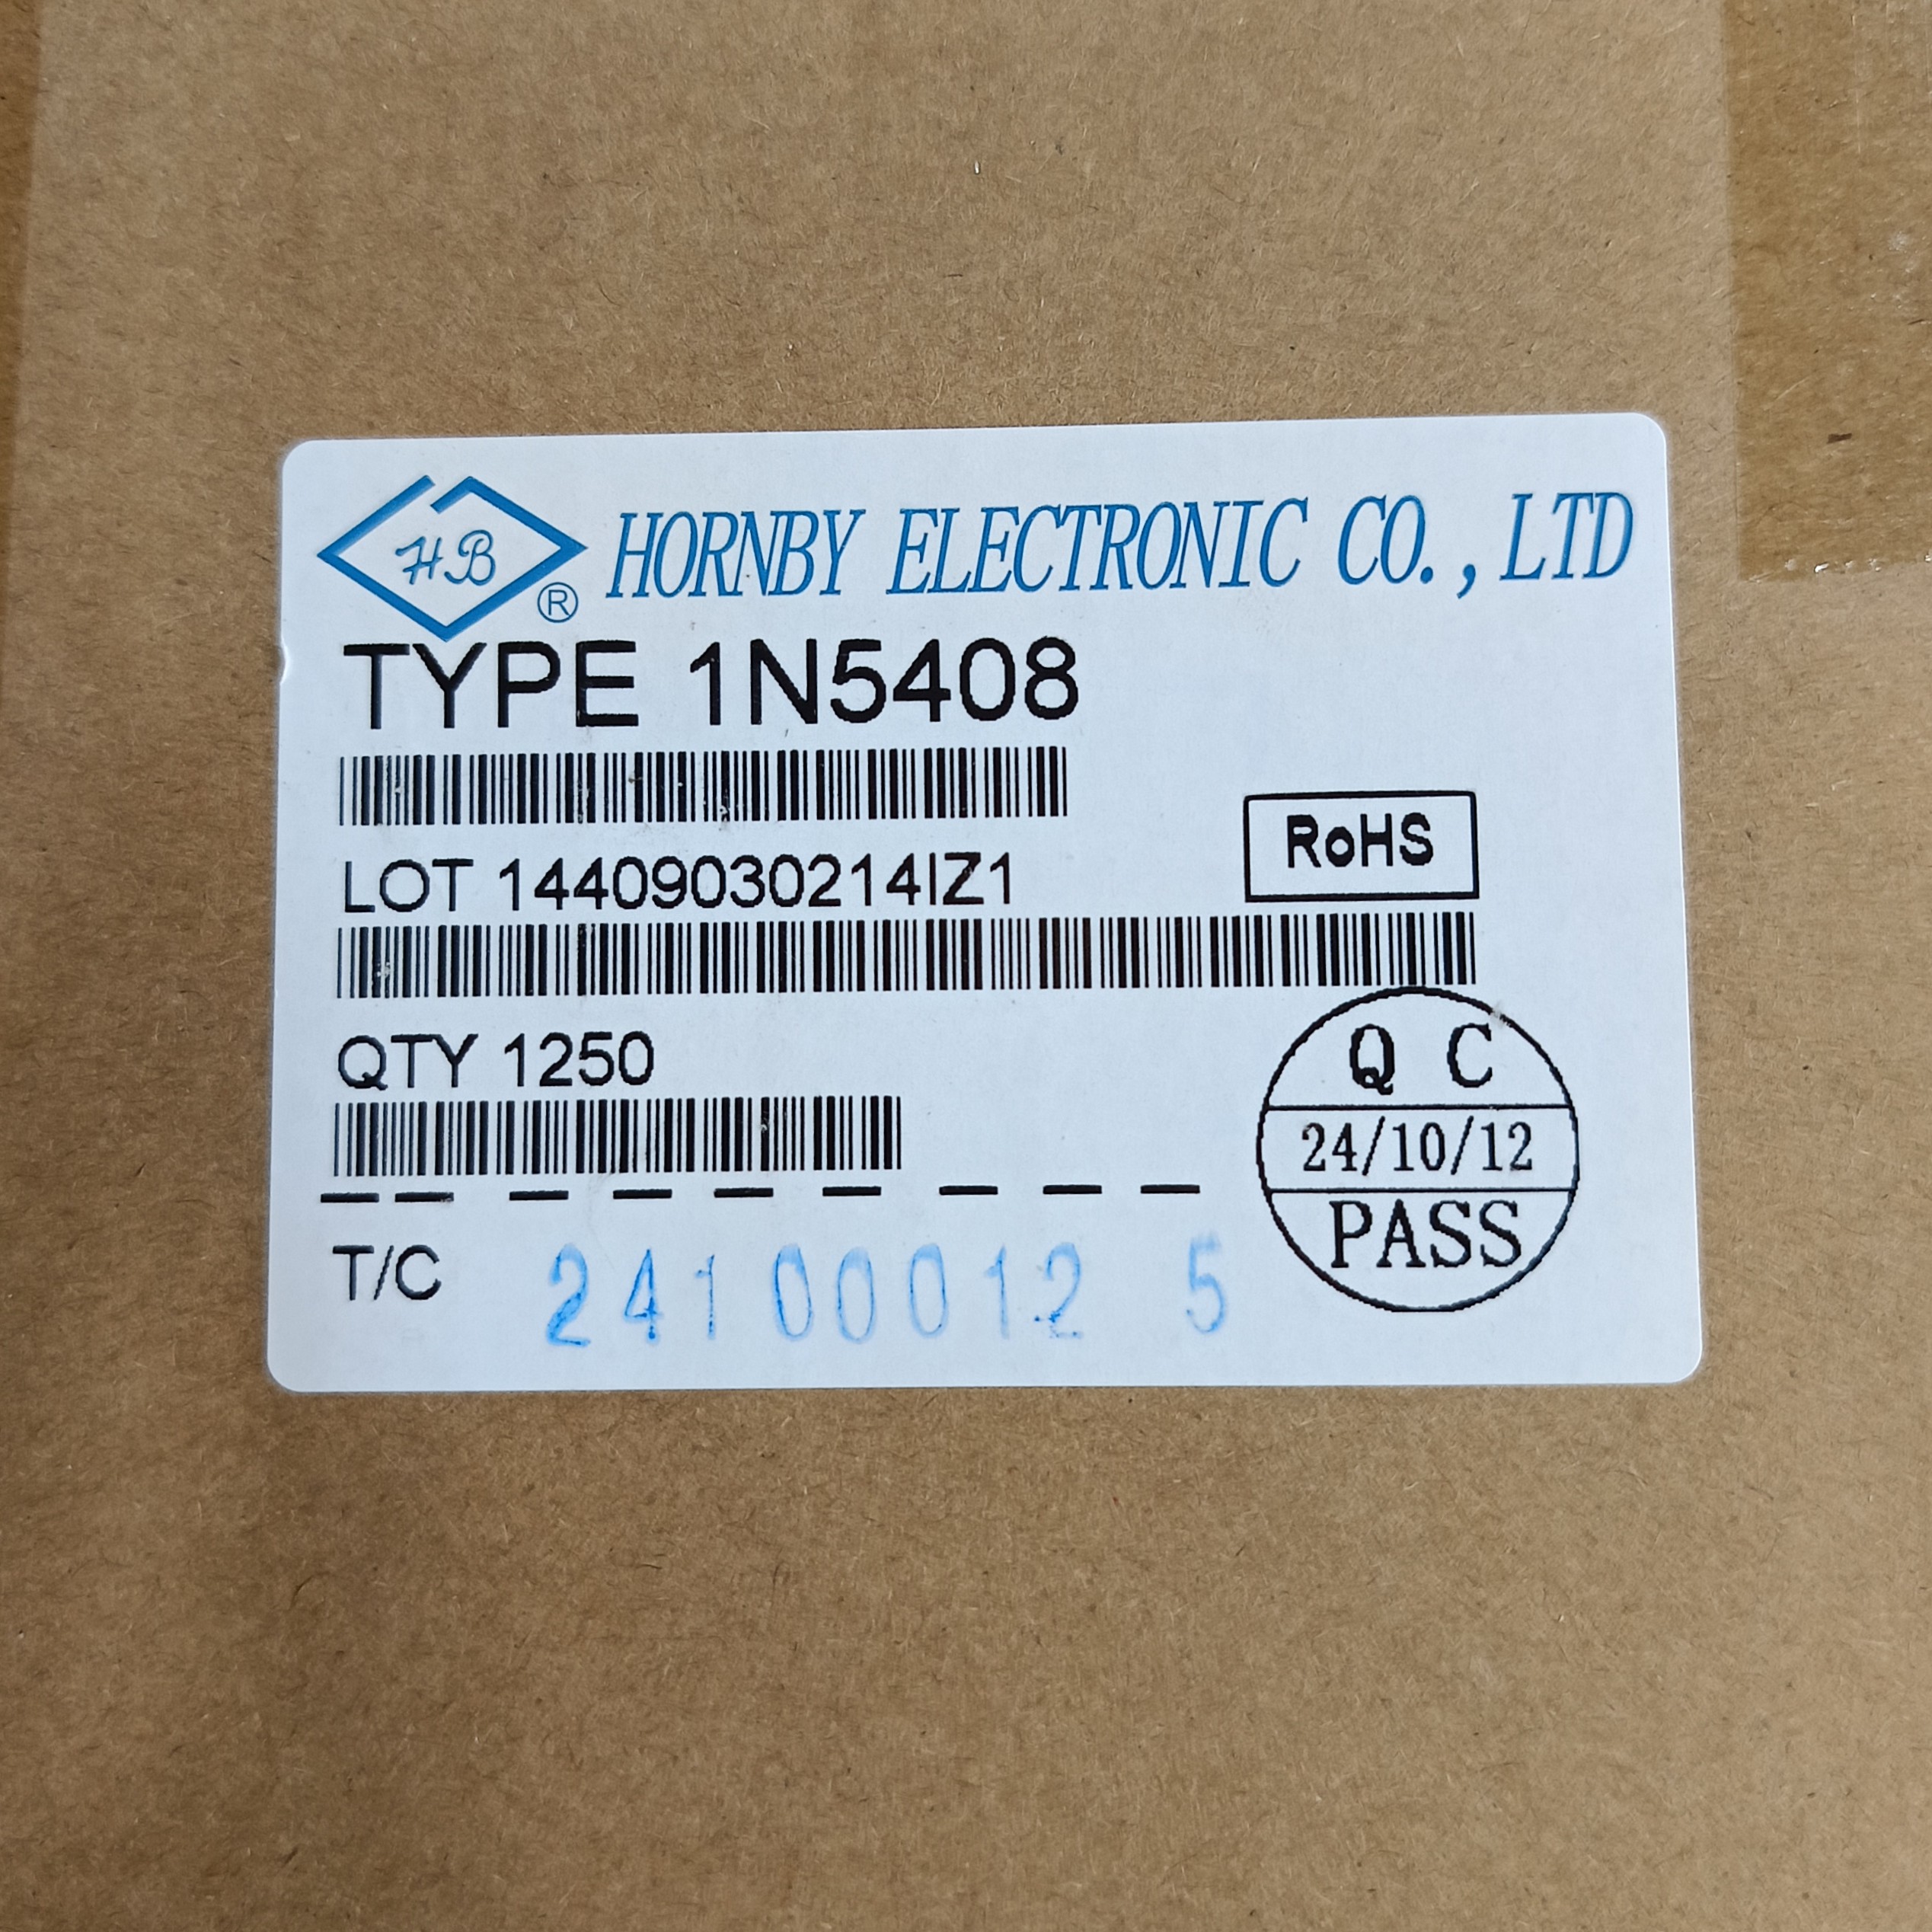 HB ® HORNBY ELECTRONIC CO.,LTD
TYPE 1N5408
RoHS
LOT 14409030214IZ1
QTY 1250
Q C
24/10/12
PASS
T/C 24100012 5